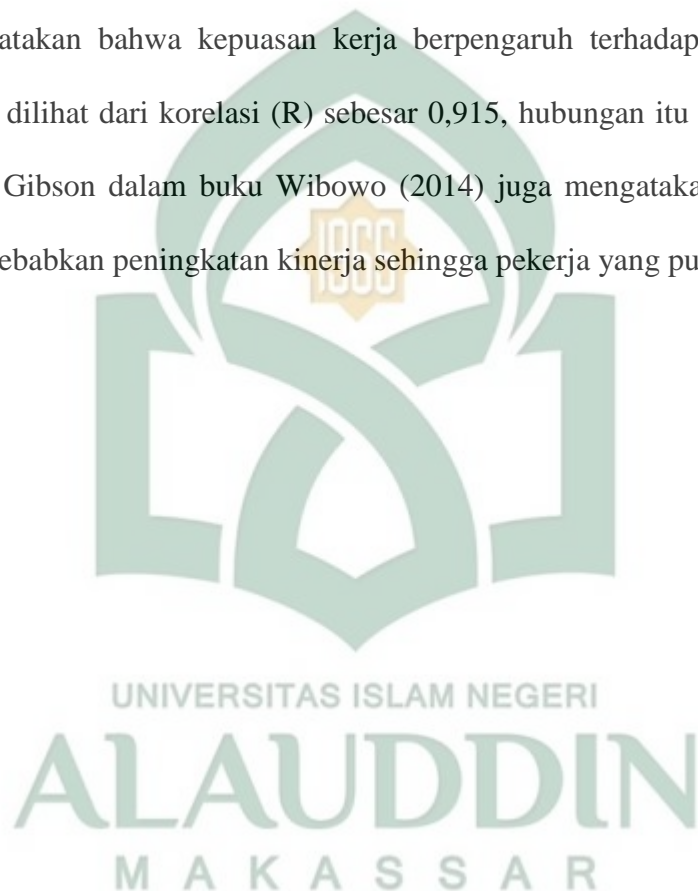 atakan bahwa kepuasan kerja berpengaruh terhadap
dilihat dari korelasi (R) sebesar 0,915, hubungan itu
Gibson dalam buku Wibowo (2014) juga mengataka
ebabkan peningkatan kinerja sehingga pekerja yang pu
UNIVERSITAS ISLAM NEGERI
ALAUDDIN
MAKASSAR